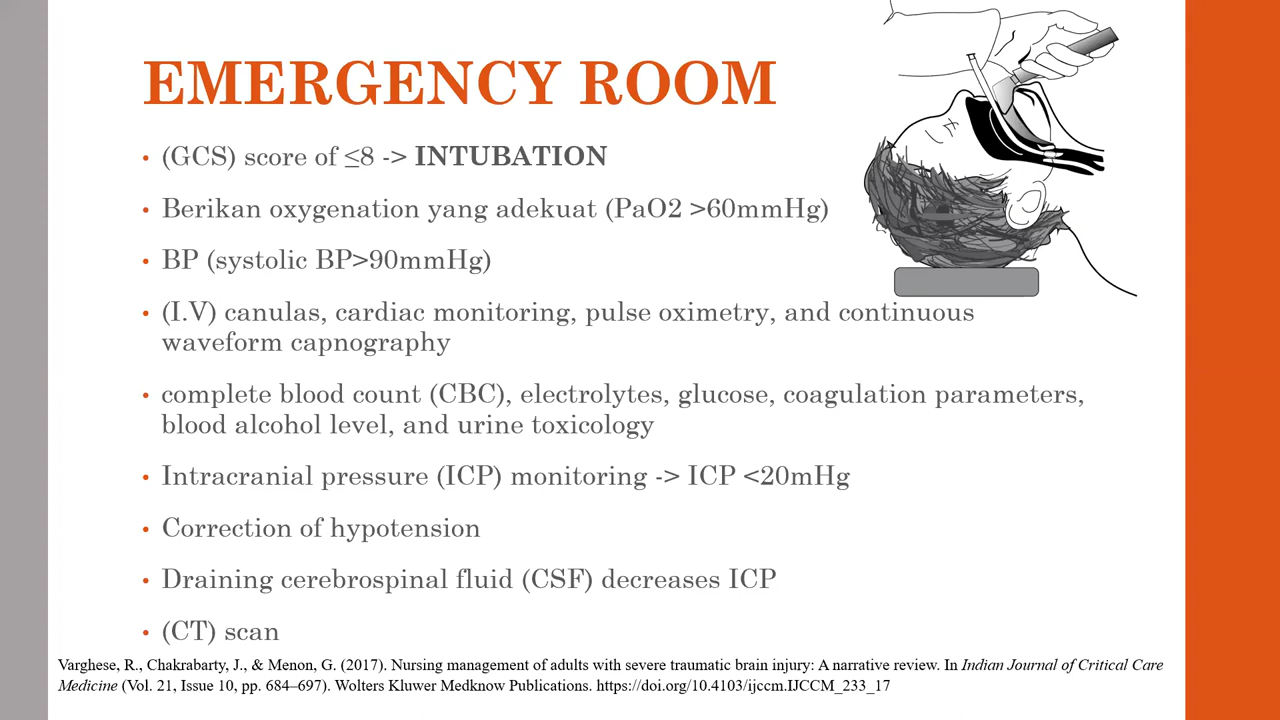 EMERGENCY ROOM
• (GCS) score of ≤8 -> INTUBATION
• Berikan oxygenation yang adekuat (PaO2 >60mmHg)
• BP (systolic BP>90mmHg)
• (I.V) canulas, cardiac monitoring, pulse oximetry, and continuous
waveform capnography
• complete blood count (CBC), electrolytes, glucose, coagulation parameters,
blood alcohol level, and urine toxicology
• Intracranial pressure (ICP) monitoring -> ICP <20mHg
• Correction of hypotension
• Draining cerebrospinal fluid (CSF) decreases ICP
• (CT) scan
Varghese, R., Chakrabarty, J., & Menon, G. (2017). Nursing management of adults with severe traumatic brain injury: A narrative review. In Indian Journal of Critical Care
Medicine (Vol. 21, Issue 10, pp. 684–697). Wolters Kluwer Medknow Publications. https://doi.org/10.4103/ijccm.IJCCM_233_17